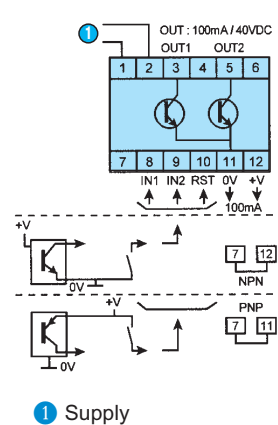 OUT : 100mA / 40VDC
1
OUT1 OUT2
1 2 3 4 5 6
7 8 9 10 11 12
IN1 IN2 RST 0V +V
100mA
+V
0V
7 12
NPN
+V
PNP
7 11
0V
1 Supply